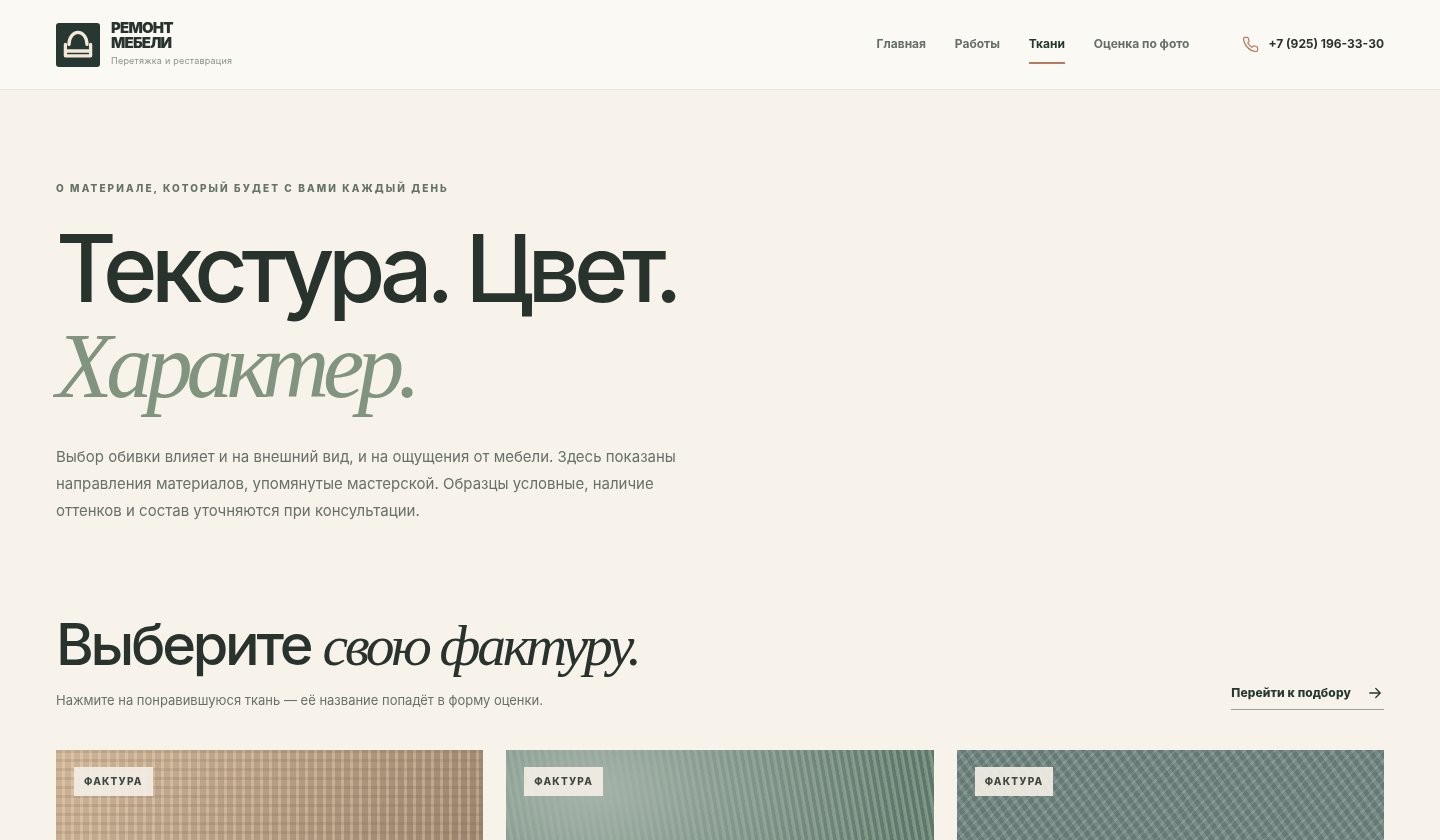 РЕМОНТ
МЕБЕЛИ
Перетяжка и реставрация
Главная
Работы
Ткани
Оценка по фото
+7 (925) 196-33-30
О МАТЕРИАЛЕ, КОТОРЫЙ БУДЕТ С ВАМИ КАЖДЫЙ ДЕНЬ
Текстура. Цвет.
Характер.
Выбор обивки влияет и на внешний вид, и на ощущения от мебели. Здесь показаны
направления материалов, упомянутые мастерской. Образцы условные, наличие
оттенков и состав уточняются при консультации.
Выберите свою фактуру.
Нажмите на понравившуюся ткань — её название попадёт в форму оценки.
Перейти к подбору
ФАКТУРА
ФАКТУРА
ФАКТУРА